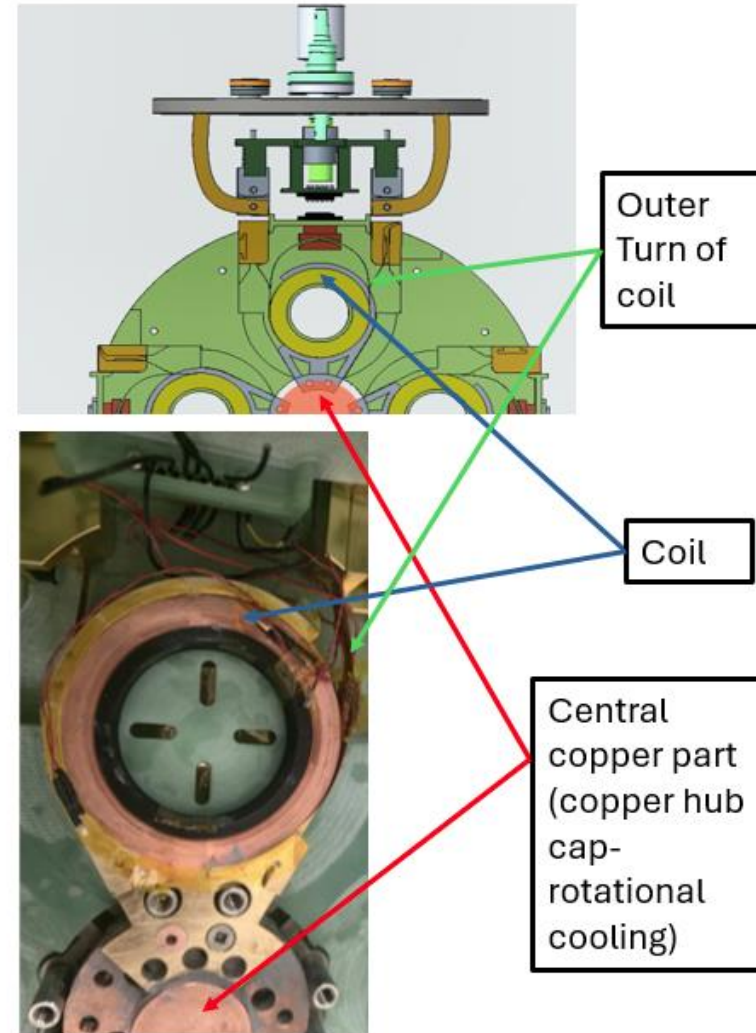 Outer
Turn of
coil
Coil
Central
copper part
(copper hub
cap-
rotational
cooling)